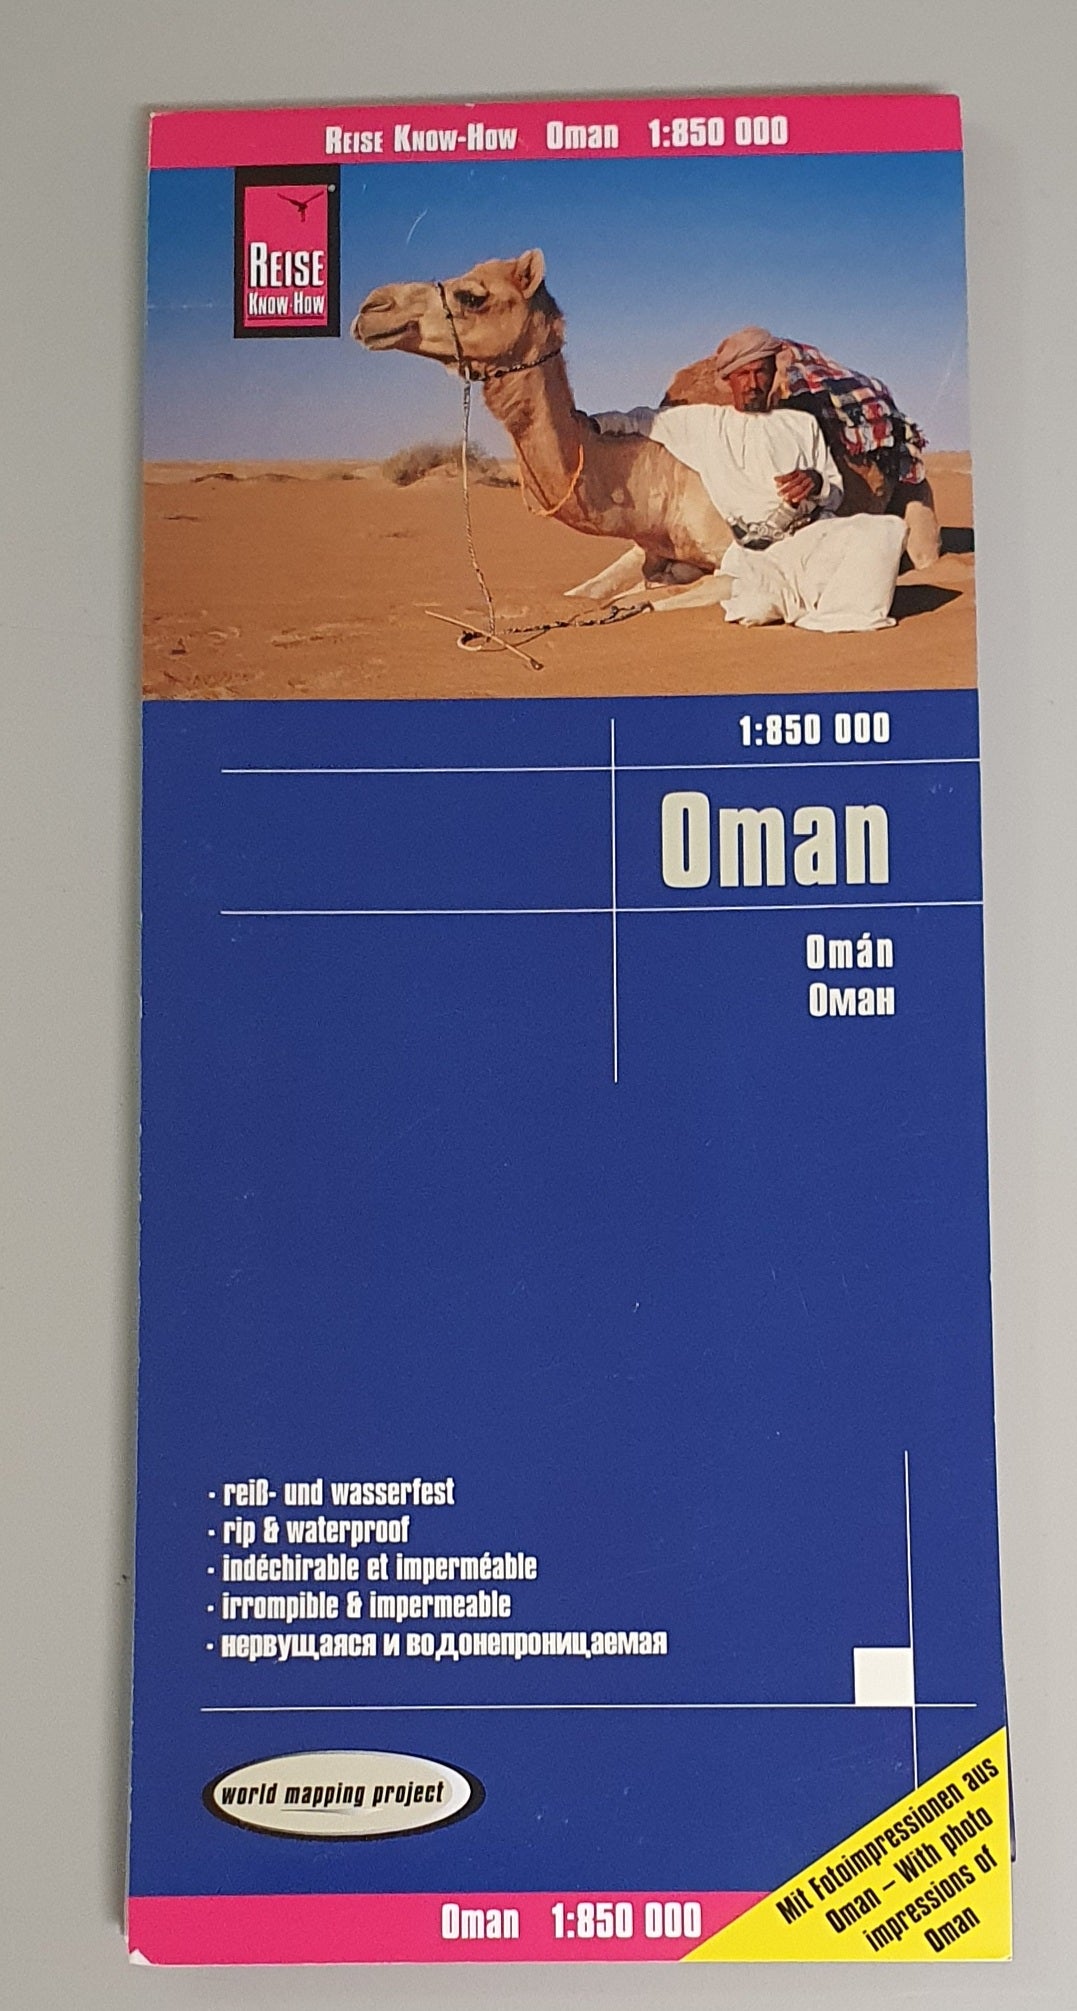 REISE KNOW-HOW Oman 1:850 000
REISE
KNOW-HOW
1:850 000
Oman
Omán
Оман
· reiß- und wasserfest
· rip & waterproof
· indéchirable et imperméable
· irrompible & impermeable
· нервущаяся и водонепроницаемая
world mapping project
Mit Fotoimpressionen aus
Oman – With photo
impressions of
Oman
Oman 1:850 000